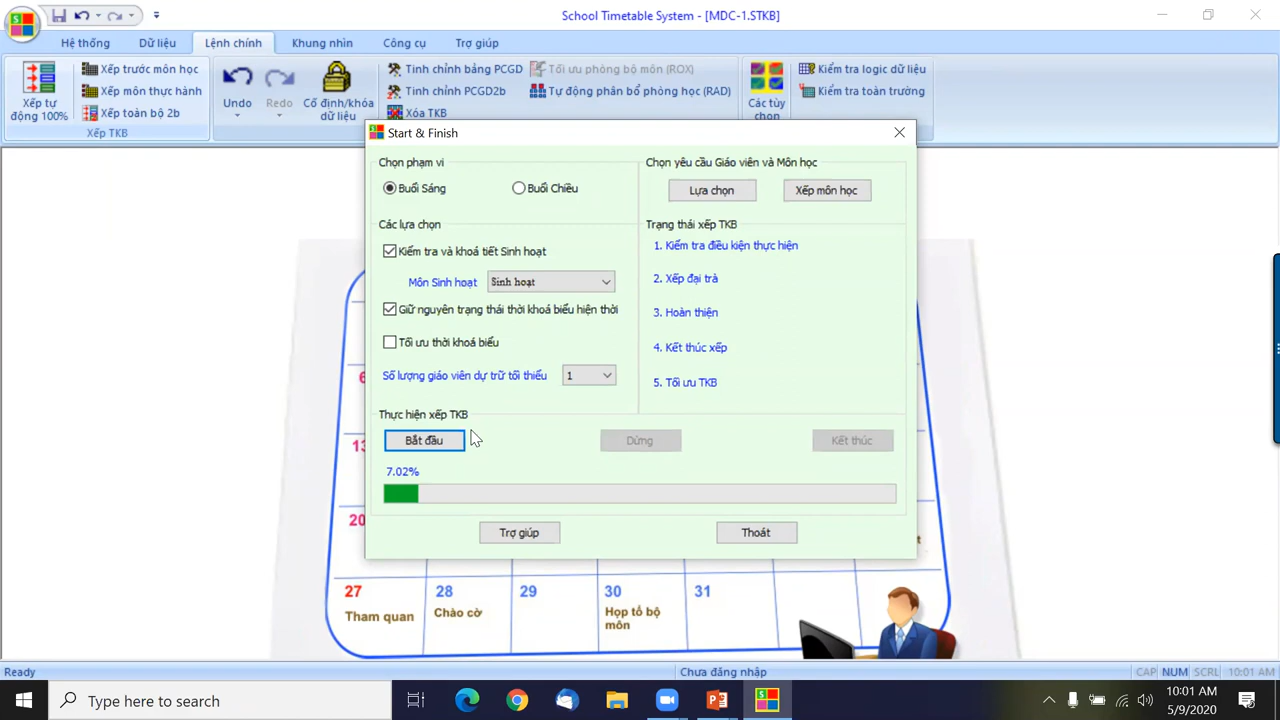 School Timetable System - [MDC-1.STKB]
Hệ thống Dữ liệu Lệnh chính Khung nhìn Công cụ Trợ giúp
Xếp tự động 100%
Xếp trước môn học
Xếp môn thực hành
Xếp toàn bộ 2b
Xếp TKB
Undo
Redo
Cố định/khóa dữ liệu
Tinh chỉnh bảng PCGD
Tinh chỉnh PCGD2b
Xóa TKB
Tối ưu phòng bộ môn (ROX)
Tự động phân bổ phòng học (RAD)
Các tùy chọn
Kiểm tra logic dữ liệu
Kiểm tra toàn trường
Start & Finish
Chọn phạm vi
Buổi Sáng
Buổi Chiều
Các lựa chọn
Kiểm tra và khoá tiết Sinh hoạt
Môn Sinh hoạt
Sinh hoạt
Giữ nguyên trạng thái thời khoá biểu hiện thời
Tối ưu thời khoá biểu
Số lượng giáo viên dự trữ tối thiểu
1
Chọn yêu cầu Giáo viên và Môn học
Lựa chọn
Xếp môn học
Trạng thái xếp TKB
1. Kiểm tra điều kiện thực hiện
2. Xếp đại trà
3. Hoàn thiện
4. Kết thúc xếp
5. Tối ưu TKB
Thực hiện xếp TKB
Bắt đầu
Dừng
Kết thúc
7.02%
Trợ giúp
Thoát
6
13
20
27
Tham quan
28
Chào cờ
29
30
Họp tổ bộ
môn
31
Ready
Chưa đăng nhập
CAP NUM SCRL 10:01 AM
Type here to search
10:01 AM
5/9/2020